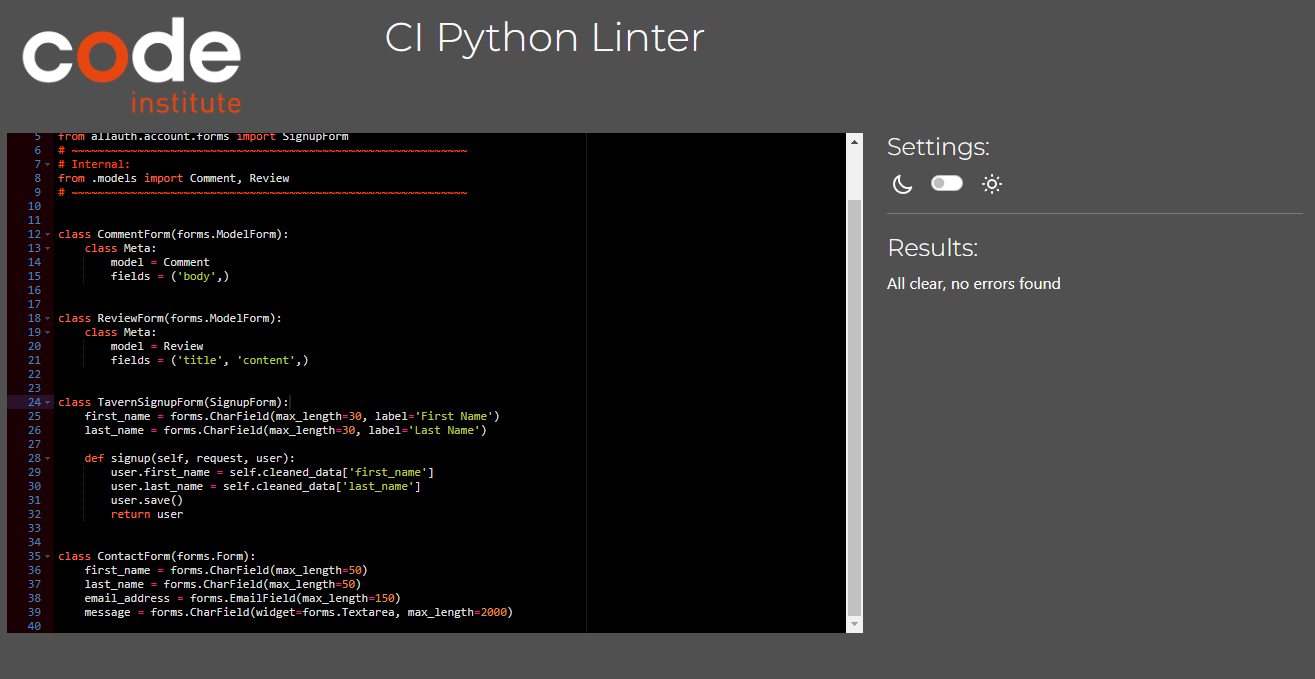 code
institute
CI Python Linter
5 from allauth.account.forms import SignupForm
6 # ~~~~~~~~~~~~~~~~~~~~~~~~~~~~~~~~~~~~~~~~~~~~~~~~~~~~~~~~~~~~
7 # Internal:
8 from .models import Comment, Review
9 # ~~~~~~~~~~~~~~~~~~~~~~~~~~~~~~~~~~~~~~~~~~~~~~~~~~~~~~~~~~~~
10
11
12 class CommentForm(forms.ModelForm):
13     class Meta:
14         model = Comment
15         fields = ('body',)
16
17
18 class ReviewForm(forms.ModelForm):
19     class Meta:
20         model = Review
21         fields = ('title', 'content',)
22
23
24 class TavernSignupForm(SignupForm):
25     first_name = forms.CharField(max_length=30, label='First Name')
26     last_name = forms.CharField(max_length=30, label='Last Name')
27
28     def signup(self, request, user):
29         user.first_name = self.cleaned_data['first_name']
30         user.last_name = self.cleaned_data['last_name']
31         user.save()
32         return user
33
34
35 class ContactForm(forms.Form):
36     first_name = forms.CharField(max_length=50)
37     last_name = forms.CharField(max_length=50)
38     email_address = forms.EmailField(max_length=150)
39     message = forms.CharField(widget=forms.Textarea, max_length=2000)
40
Settings:
Results:
All clear, no errors found